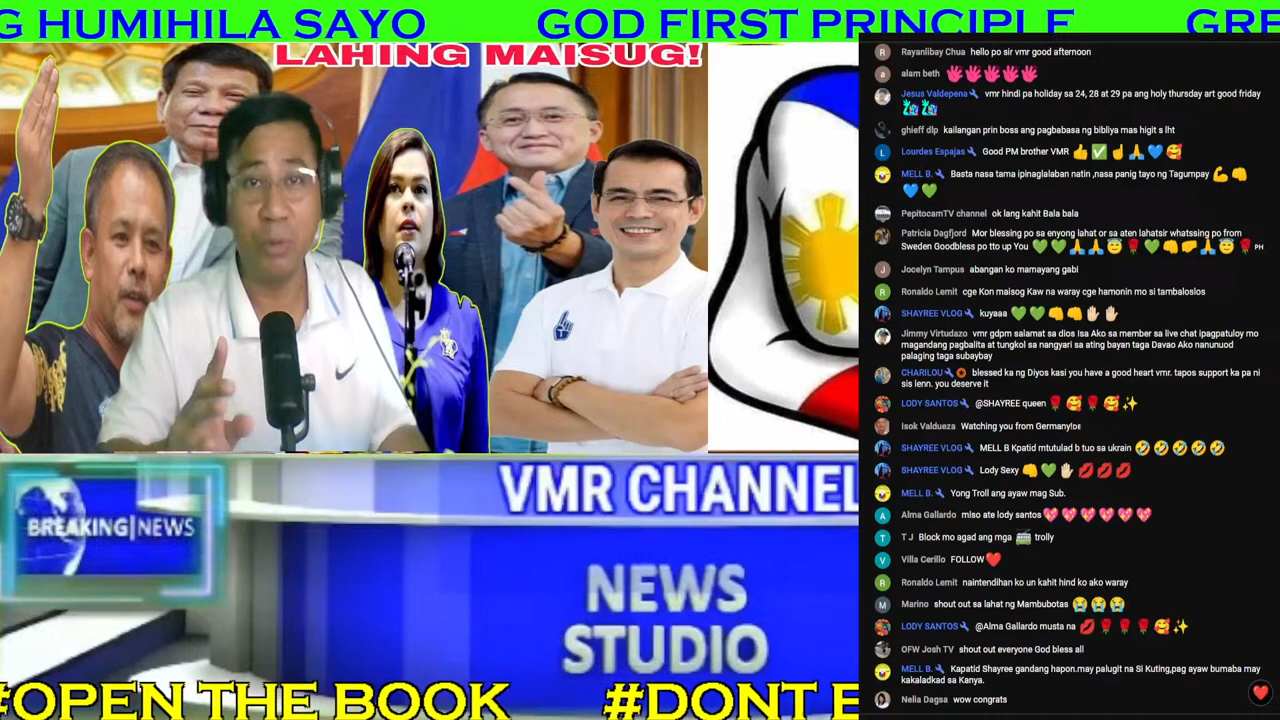 G HUMIHILA SAYO GOD FIRST PRINCIPLE GRE
LAHING MAISUG!
VMR CHANNEL
BREAKING|NEWS
NEWS
STUDIO
#OPEN THE BOOK #DONT E
Rayanlibay Chua hello po sir vmr good afternoon
alam beth
Jesus Valdepena vmr hindi pa holiday sa 24, 28 at 29 pa ang holy thursday art good friday
ghieff dlp kailangan prin boss ang pagbabasa ng bibliya mas higit s lht
Lourdes Espajas Good PM brother VMR 👍✅☝🙏💙🥰
MELL B. Basta nasa tama ipinaglalaban natin ,nasa panig tayo ng Tagumpay 💪👊
💙💚
PepitocamTV channel ok lang kahit Bala bala
Patricia Dagfjord Mor blessing po sa enyong lahat or sa aten lahatsir whatssing po from
Sweden Goodbless po tto up You 💚💚🙏🙏😇🌹💚👊🤛🙏😇🌹 PH
Jocelyn Tampus abangan ko mamayang gabi
Ronaldo Lemit cge Kon maisog Kaw na waray cge hamonin mo si tambaloslos
SHAYREE VLOG kuyaaa 💚💚👊👊🖐🖐
Jimmy Virtudazo vmr gdpm salamat sa dios Isa Ako sa member sa live chat ipagpatuloy mo
magandang pagbalita at tungkol sa nangyari sa ating bayan taga Davao Ako nanunuod
palaging taga subaybay
CHARILOU blessed ka ng Diyos kasi you have a good heart vmr. tapos support ka pa ni
sis lenn. you deserve it
LODY SANTOS @SHAYREE queen 🌹🥰🌹🥰✨
Isok Valdueza Watching you from Germany!DE
SHAYREE VLOG MELL B Kpatid mtutulad b tuo sa ukrain 🤣🤣🤣🤣🤣
SHAYREE VLOG Lody Sexy 👊💚🖐💋💋💋
MELL B. Yong Troll ang ayaw mag Sub.
Alma Gallardo mlso ate lody santos 💖💖💖💖💖💖
T J Block mo agad ang mga 🚎 trolly
Villa Cerillo FOLLOW ❤️
Ronaldo Lemit naintendihan ko un kahit hind ko ako waray
Marino shout out sa lahat ng Mambubotas 😭😭😭
LODY SANTOS @Alma Gallardo musta na 💋🌹🌹🌹🥰✨
OFW Josh TV shout out everyone God bless all
MELL B. Kapatid Shayree gandang hapon.may palugit na Si Kuting,pag ayaw bumaba may
kakaladkad sa Kanya.
Nelia Dagsa wow congrats